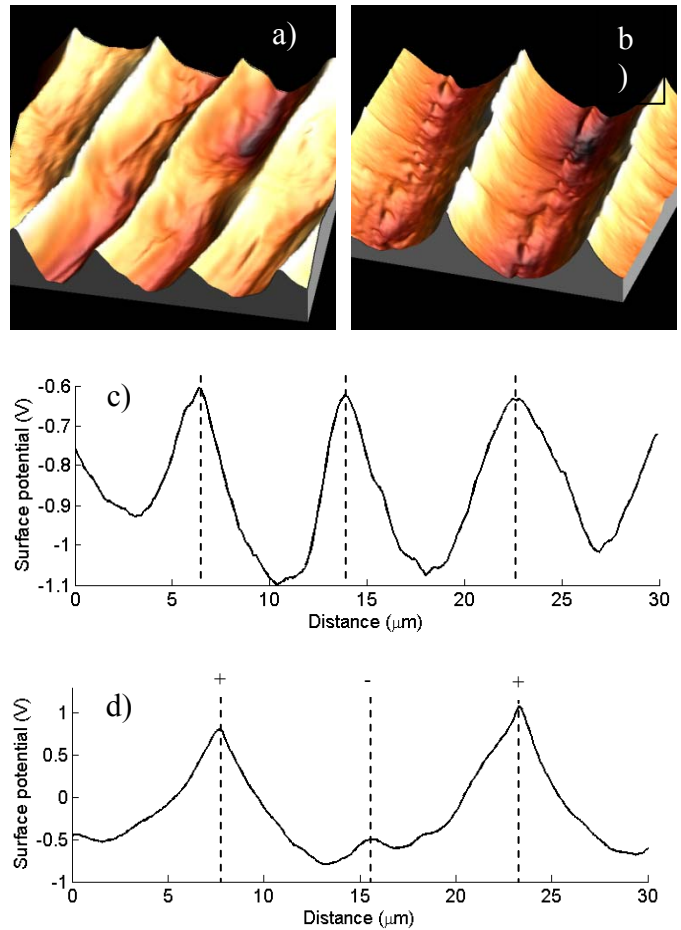 a)
b
)
c)
-0.6
-0.7
-0.8
-0.9
-1
-1.1
Surface potential (V)
0 5 10 15 20 25 30
Distance (μm)
d)
+ - +
1
0.5
0
-0.5
-1
Surface potential (V)
0 5 10 15 20 25 30
Distance (μm)